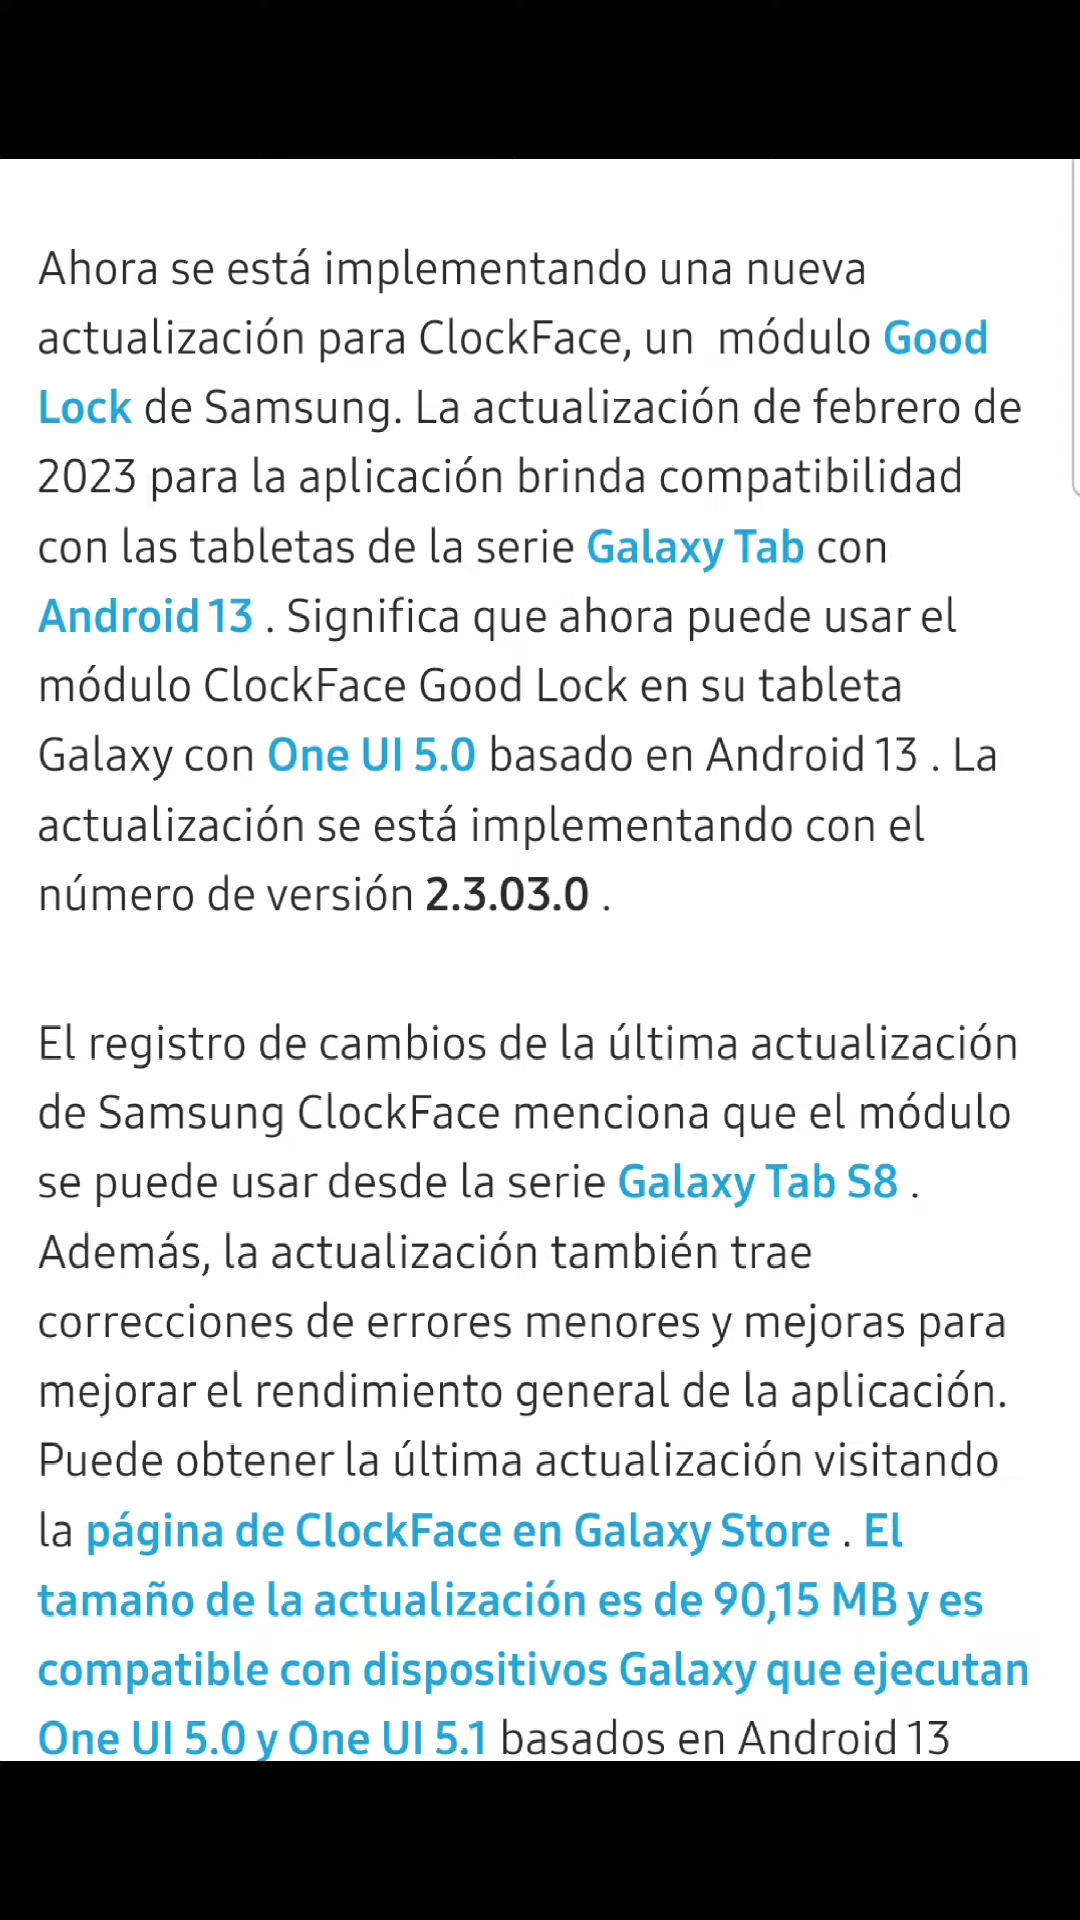 Ahora se está implementando una nueva
actualización para ClockFace, un módulo Good
Lock de Samsung. La actualización de febrero de
2023 para la aplicación brinda compatibilidad
con las tabletas de la serie Galaxy Tab con
Android 13 . Significa que ahora puede usar el
módulo ClockFace Good Lock en su tableta
Galaxy con One UI 5.0 basado en Android 13 . La
actualización se está implementando con el
número de versión 2.3.03.0 .
El registro de cambios de la última actualización
de Samsung ClockFace menciona que el módulo
se puede usar desde la serie Galaxy Tab S8 .
Además, la actualización también trae
correcciones de errores menores y mejoras para
mejorar el rendimiento general de la aplicación.
Puede obtener la última actualización visitando
la página de ClockFace en Galaxy Store . El
tamaño de la actualización es de 90,15 MB y es
compatible con dispositivos Galaxy que ejecutan
One UI 5.0 y One UI 5.1 basados en Android 13